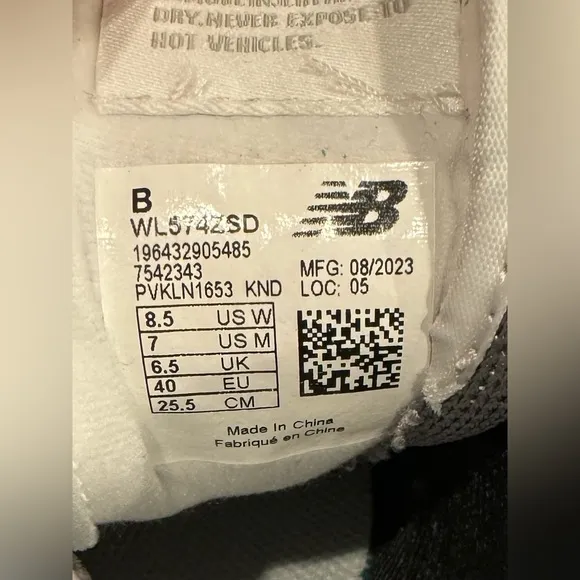 DRY. NEVER EXPOSE TO
HOT VEHICLES.
B
WL574ZSD
196432905485
7542343
PVKLN1653 KND
NB
MFG: 08/2023
LOC: 05
8.5 US W
7 US M
6.5 UK
40 EU
25.5 CM
Made In China
Fabriqué en Chine